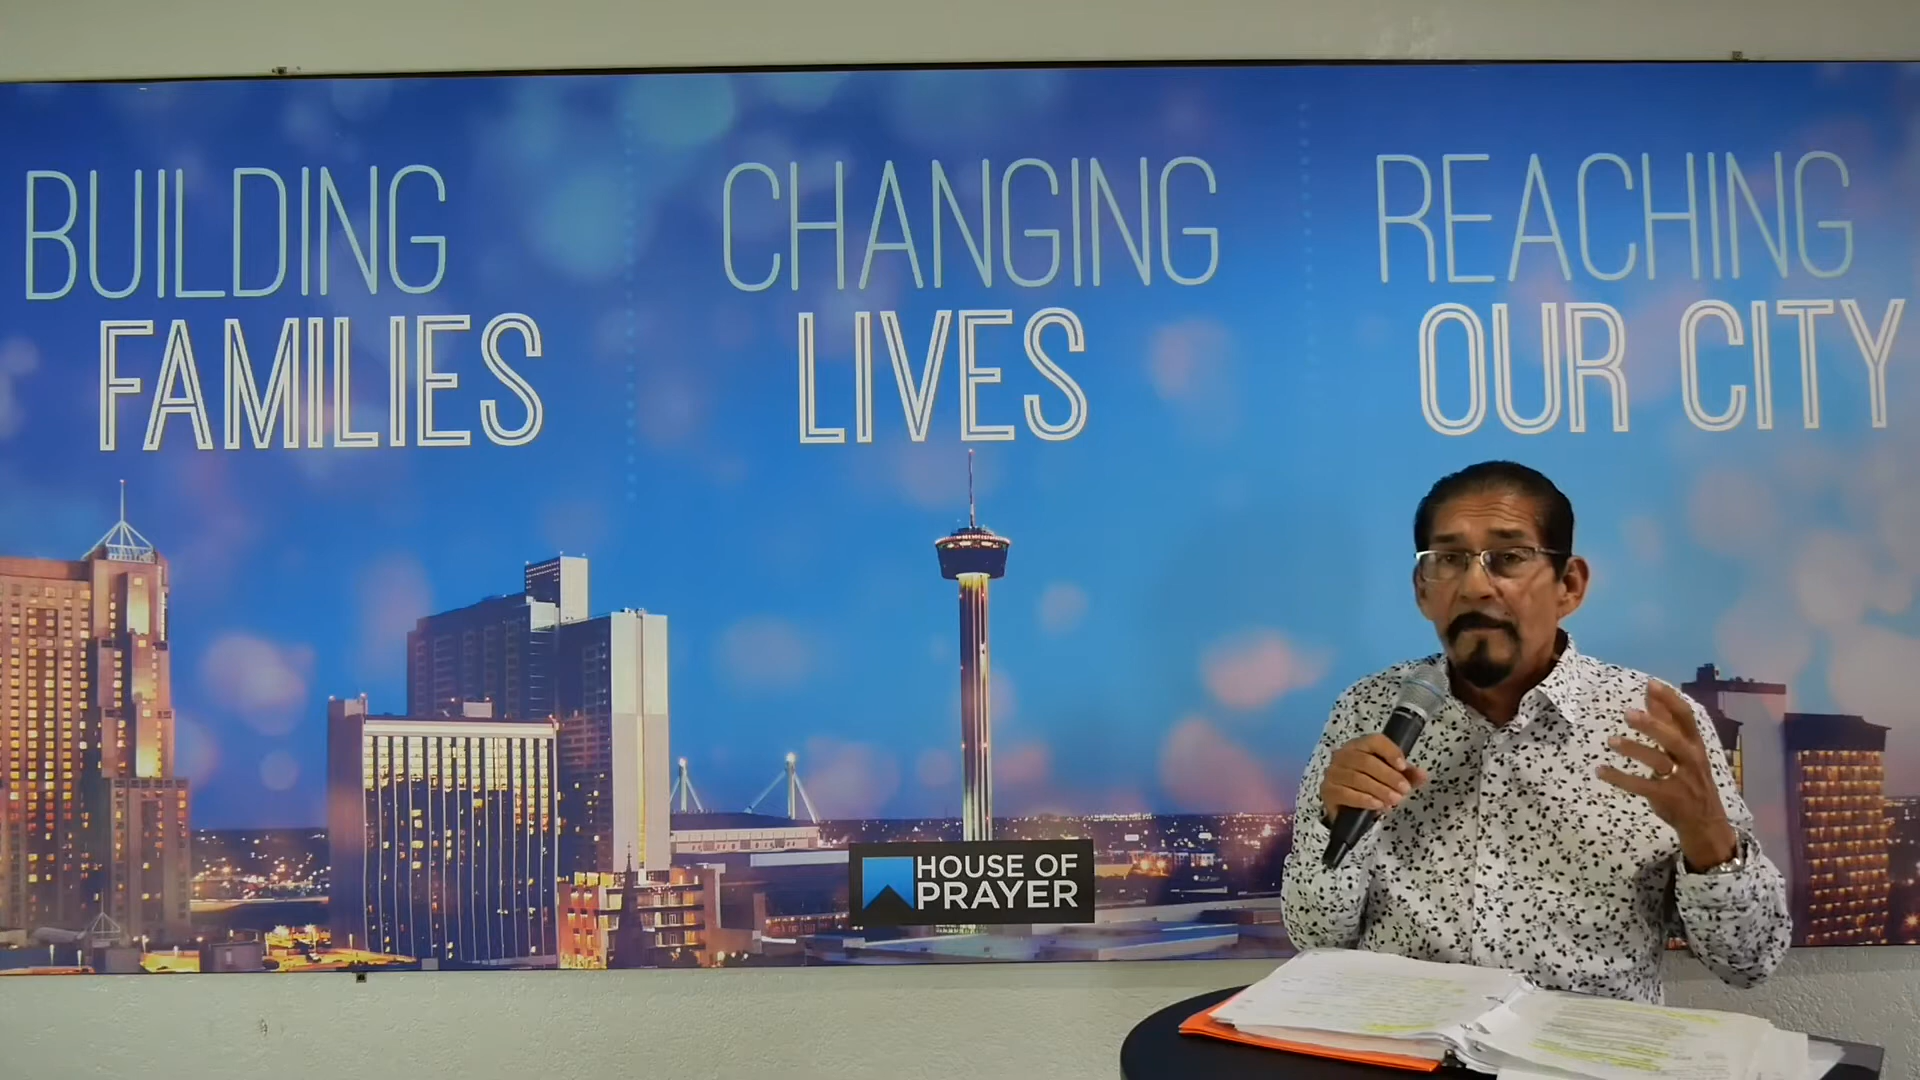 BUILDING
FAMILIES
CHANGING
LIVES
REACHING
OUR CITY
HOUSE OF
PRAYER